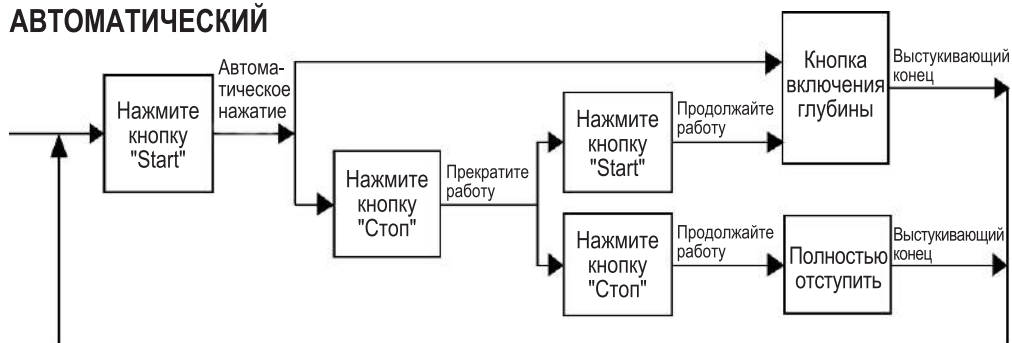 АВТОМАТИЧЕСКИЙ
Нажмите
кнопку
"Start"
Автома-
тическое
нажатие
Нажмите
кнопку
"Стоп"
Прекратите
работу
Нажмите
кнопку
"Start"
Продолжайте
работу
Кнопка
включения
глубины
Выстукивающий
конец
Нажмите
кнопку
"Стоп"
Продолжайте
работу
Полностью
отступить
Выстукивающий
конец